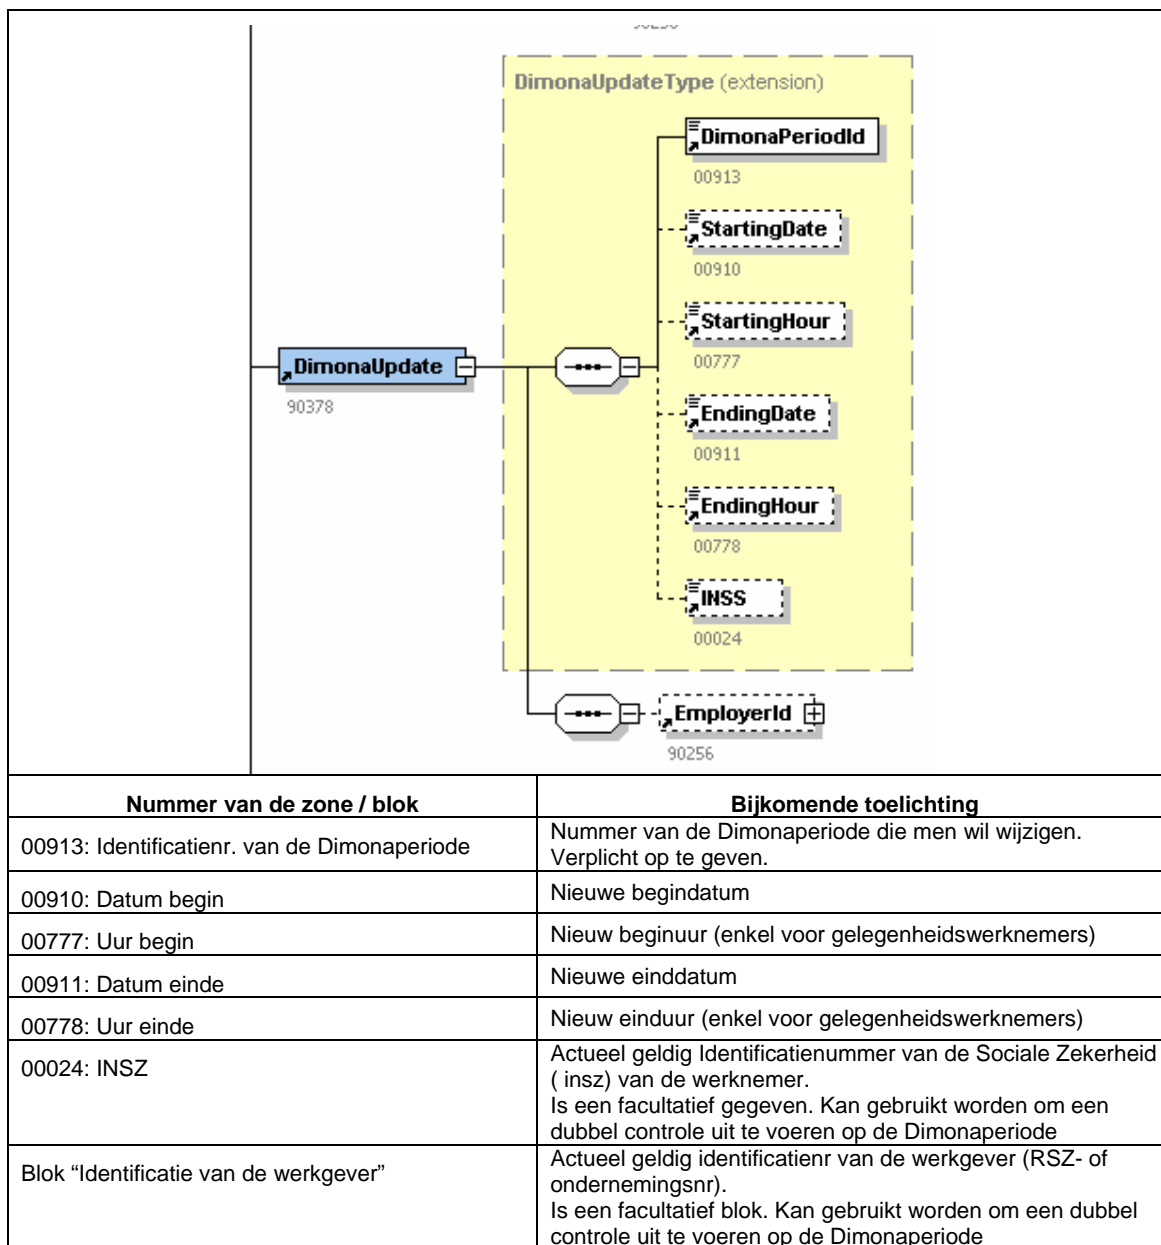 DimonaUpdateType (extension)
DimonaPeriodId
00913
StartingDate
00910
StartingHour
00777
DimonaUpdate
90378
EndingDate
00911
EndingHour
00778
INSS
00024
EmployerId
90256
Nummer van de zone / blok
Bijkomende toelichting
00913: Identificatienr. van de Dimonaperiode
Nummer van de Dimonaperiode die men wil wijzigen.
Verplicht op te geven.
00910: Datum begin
Nieuwe begindatum
00777: Uur begin
Nieuw beginuur (enkel voor gelegenheidswerknemers)
00911: Datum einde
Nieuwe einddatum
00778: Uur einde
Nieuw einduur (enkel voor gelegenheidswerknemers)
00024: INSZ
Actueel geldig Identificatienummer van de Sociale Zekerheid
( insz) van de werknemer.
Is een facultatief gegeven. Kan gebruikt worden om een
dubbel controle uit te voeren op de Dimonaperiode
Blok “Identificatie van de werkgever”
Actueel geldig identificatienr van de werkgever (RSZ- of
ondernemingsnr).
Is een facultatief blok. Kan gebruikt worden om een dubbel
controle uit te voeren op de Dimonaperiode